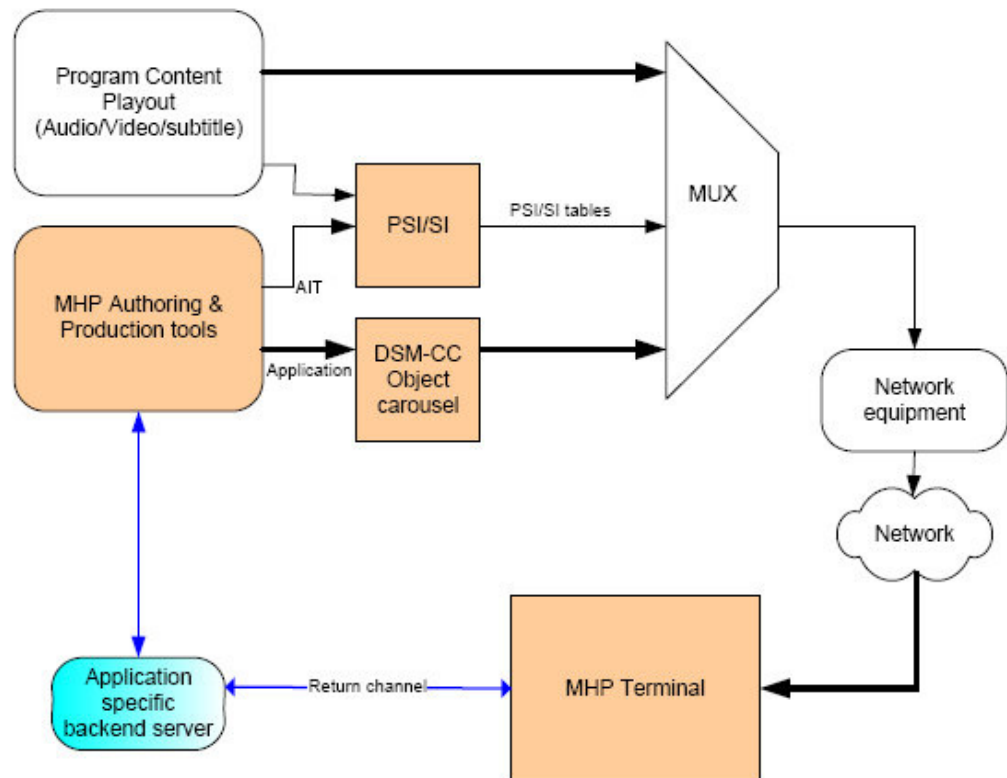 Program Content
Playout
(Audio/Video/subtitle)
PSI/SI
PSI/SI tables
MUX
MHP Authoring &
Production tools
AIT
Application
DSM-CC
Object
carousel
Network
equipment
Network
Application
specific
backend server
Return channel
MHP Terminal